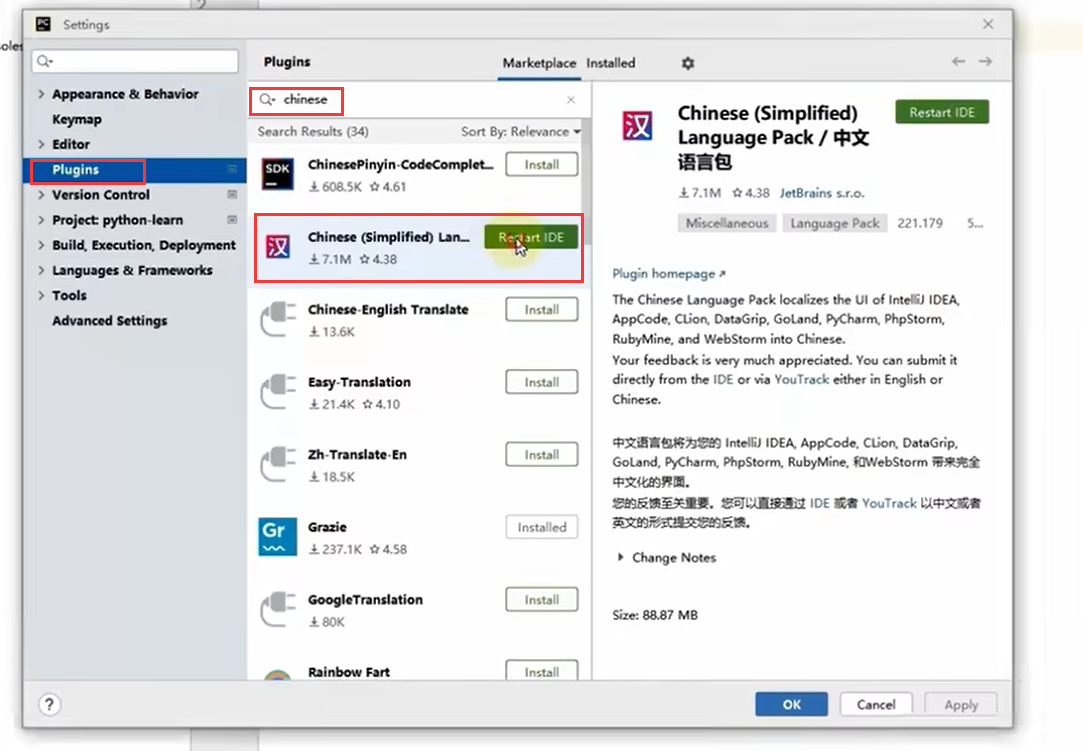 2
soles
PC Settings
Plugins
Marketplace Installed
Appearance & Behavior
Keymap
Editor
Plugins
Version Control
Project: python-learn
Build, Execution, Deployment
Languages & Frameworks
Tools
Advanced Settings
chinese
Search Results (34) Sort By: Relevance
SDK
ChinesePinyin-CodeComplet... Install
608.5K 4.61
汉
Chinese (Simplified) Lan... Restart IDE
7.1M 4.38
Chinese-English Translate Install
13.6K
Easy-Translation Install
21.4K 4.10
Zh-Translate-En Install
18.5K
Gr
Grazie Installed
237.1K 4.58
GoogleTranslation Install
80K
Rainbow Fart Install
汉
Chinese (Simplified)
Language Pack / 中文
语言包
Restart IDE
7.1M 4.38 JetBrains s.r.o.
Miscellaneous Language Pack 221.179 5...
Plugin homepage
The Chinese Language Pack localizes the UI of IntelliJ IDEA,
AppCode, CLion, DataGrip, GoLand, PyCharm, PhpStorm,
RubyMine, and WebStorm into Chinese.
Your feedback is very much appreciated. You can submit it
directly from the IDE or via YouTrack either in English or
Chinese.
中文语言包将为您的 IntelliJ IDEA, AppCode, CLion, DataGrip,
GoLand, PyCharm, PhpStorm, RubyMine, 和WebStorm 带来完全
中文化的界面。
您的反馈至关重要。您可以直接通过 IDE 或者 YouTrack 以中文或者
英文的形式提交您的反馈。
Change Notes
Size: 88.87 MB
?
OK Cancel Apply